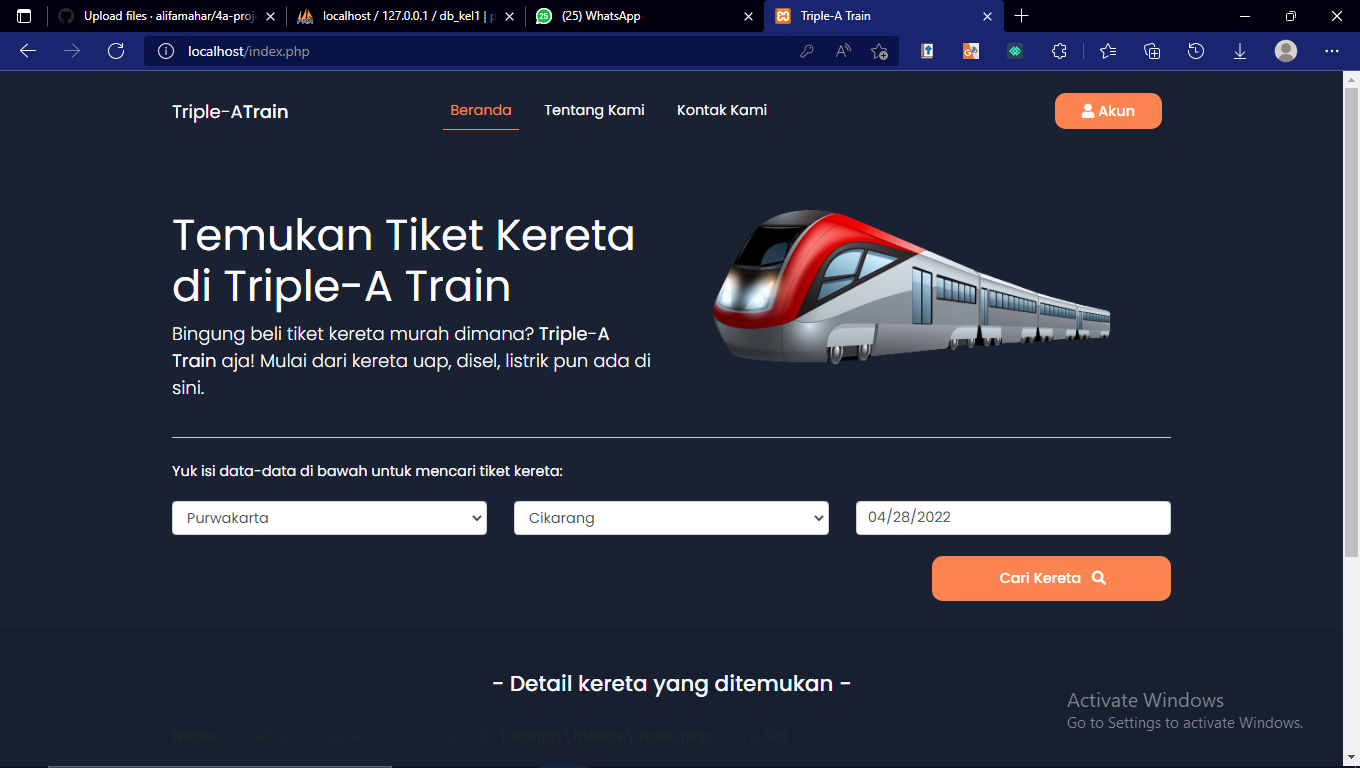 Upload files · alifamahar/4a-proj
localhost / 127.0.0.1 / db_kel1 | p
25
(25) WhatsApp
Triple-A Train
localhost/index.php
Triple-ATrain
Beranda
Tentang Kami
Kontak Kami
Akun
Temukan Tiket Kereta
di Triple-A Train
Bingung beli tiket kereta murah dimana? Triple-A
Train aja! Mulai dari kereta uap, disel, listrik pun ada di
sini.
Yuk isi data-data di bawah untuk mencari tiket kereta:
Purwakarta
Cikarang
04/28/2022
Cari Kereta
- Detail kereta yang ditemukan -
Activate Windows
Go to Settings to activate Windows.
Notice: Undefined variable: in C:\xampp\htdocs\index.php on line 125